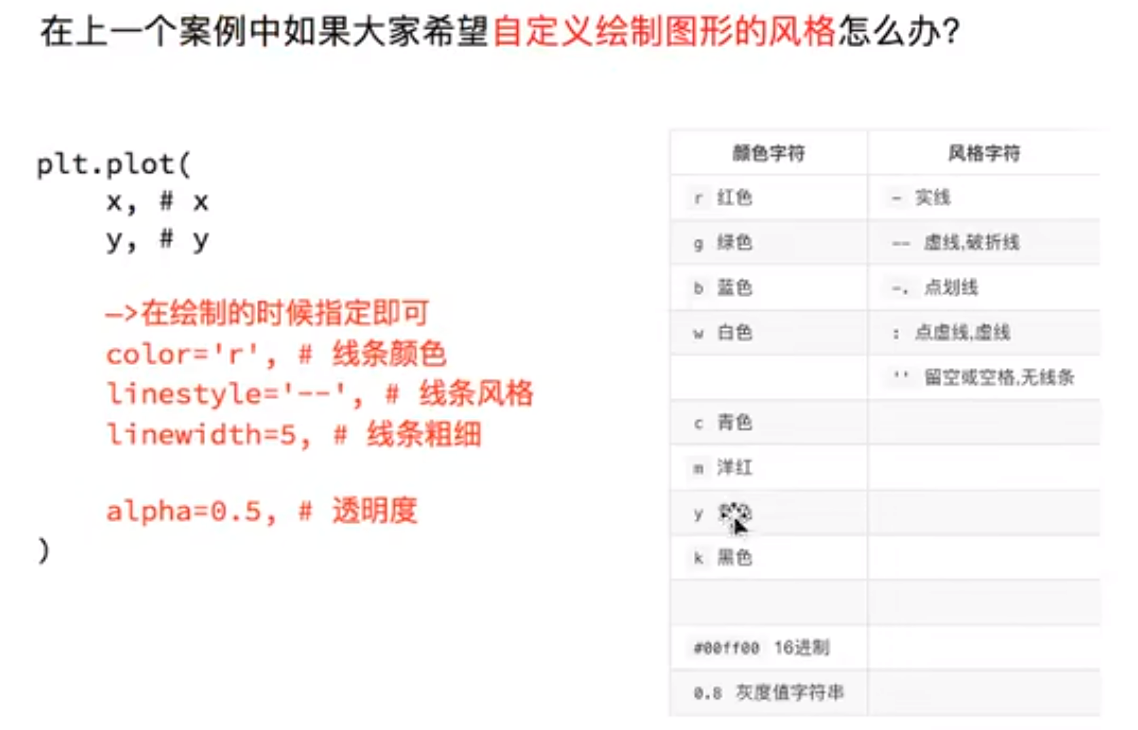 在上一个案例中如果大家希望自定义绘制图形的风格怎么办?
plt.plot(
x, # x
y, # y
—>在绘制的时候指定即可
color='r', # 线条颜色
linestyle='--', # 线条风格
linewidth=5, # 线条粗细
alpha=0.5, # 透明度
)
颜色字符 风格字符
r 红色 - 实线
g 绿色 -- 虚线,破折线
b 蓝色 -. 点划线
w 白色 : 点虚线,虚线
'' 留空或空格,无线条
c 青色
m 洋红
y
k 黑色
#00ff00 16进制
0.8 灰度值字符串